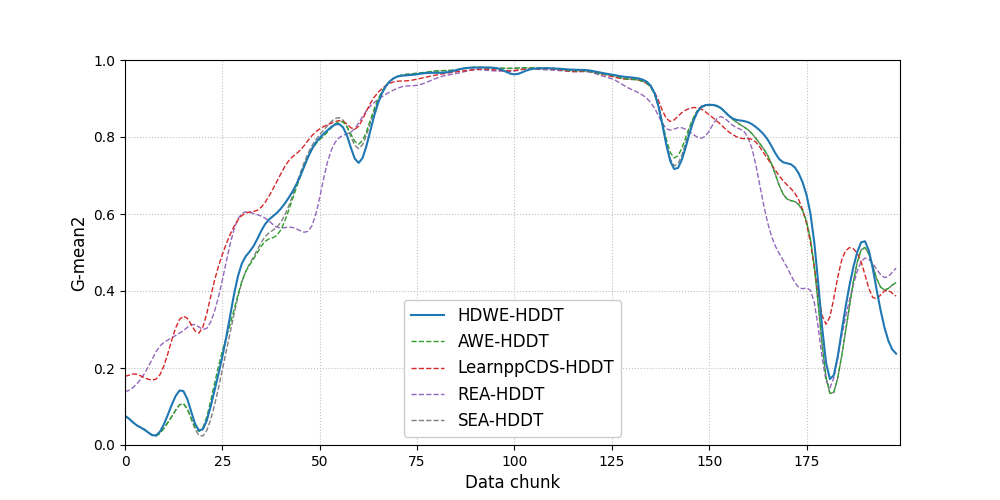 G-mean2
1.0
0.8
0.6
0.4
0.2
0.0
HDWE-HDDT
AWE-HDDT
LearnppCDS-HDDT
REA-HDDT
SEA-HDDT
0 25 50 75 100 125 150 175
Data chunk